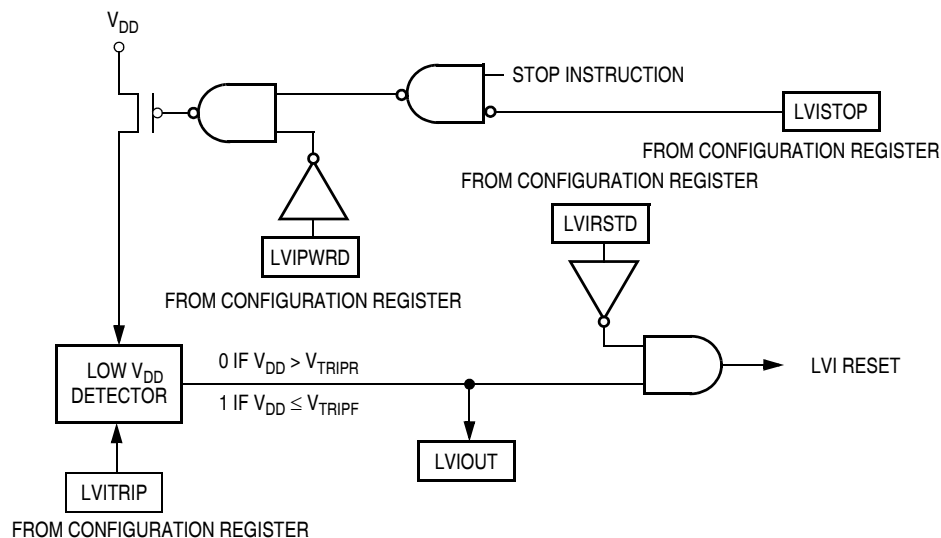 VDD
STOP INSTRUCTION
LVISTOP
FROM CONFIGURATION REGISTER
FROM CONFIGURATION REGISTER
LVIRSTD
LVIPWRD
FROM CONFIGURATION REGISTER
LOW VDD
DETECTOR
0 IF VDD > VTRIPR
1 IF VDD ≤ VTRIPF
LVI RESET
LVIOUT
LVITRIP
FROM CONFIGURATION REGISTER